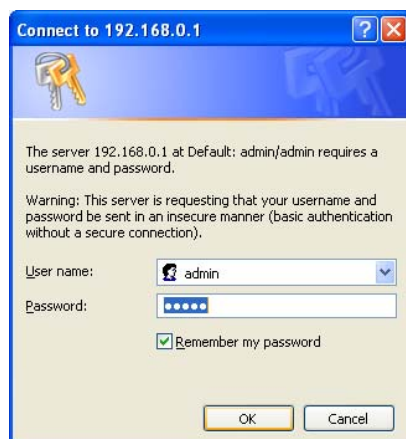 Connect to 192.168.0.1
The server 192.168.0.1 at Default: admin/admin requires a
username and password.
Warning: This server is requesting that your username and
password be sent in an insecure manner (basic authentication
without a secure connection).
User name:
admin
Password:
•••••
Remember my password
OK
Cancel